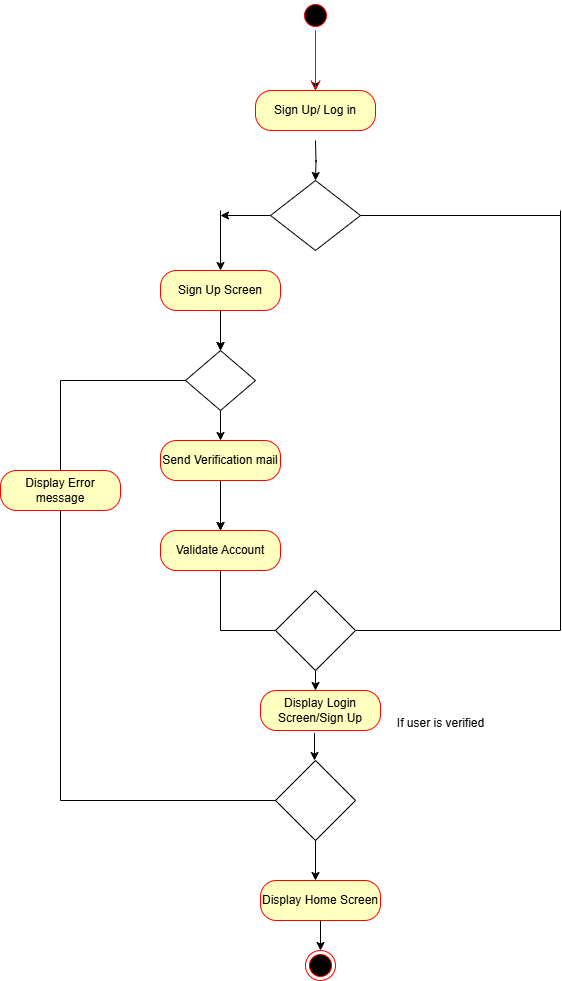 Sign Up/ Log in
Sign Up Screen
Send Verification mail
Display Error
message
Validate Account
Display Login
Screen/Sign Up
If user is verified
Display Home Screen